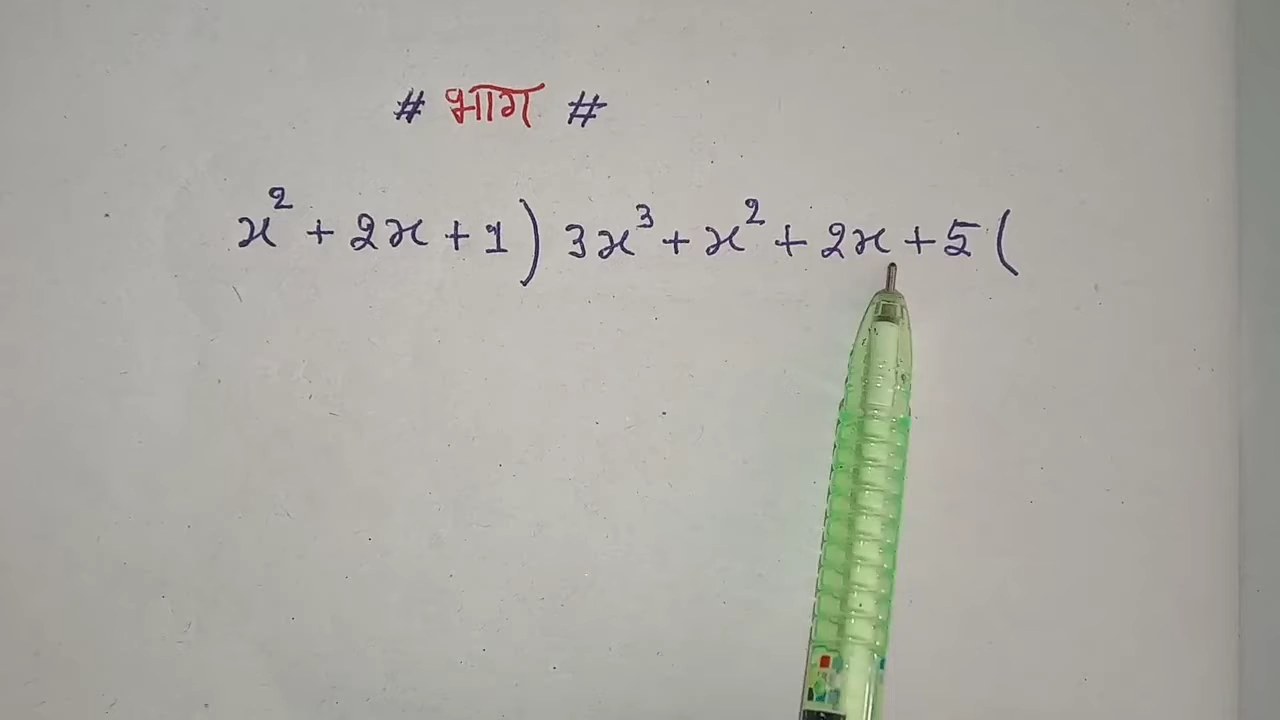 # भाग #
x² + 2x + 1 ) 3x³ + x² + 2x + 5 (